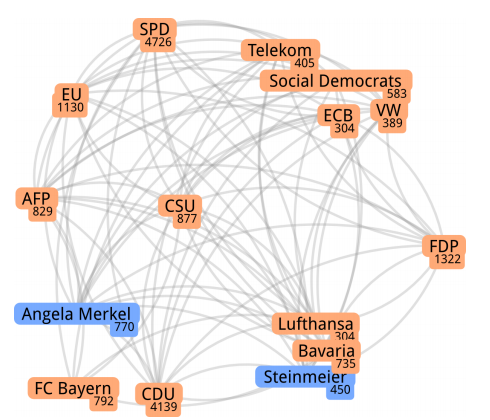 SPD
4726
Telekom
405
Social Democrats
583
EU
1130
ECB
304
VW
389
AFP
829
CSU
877
FDP
1322
Angela Merkel
770
Lufthansa
304
Bavaria
735
Steinmeier
450
FC Bayern
792
CDU
4139